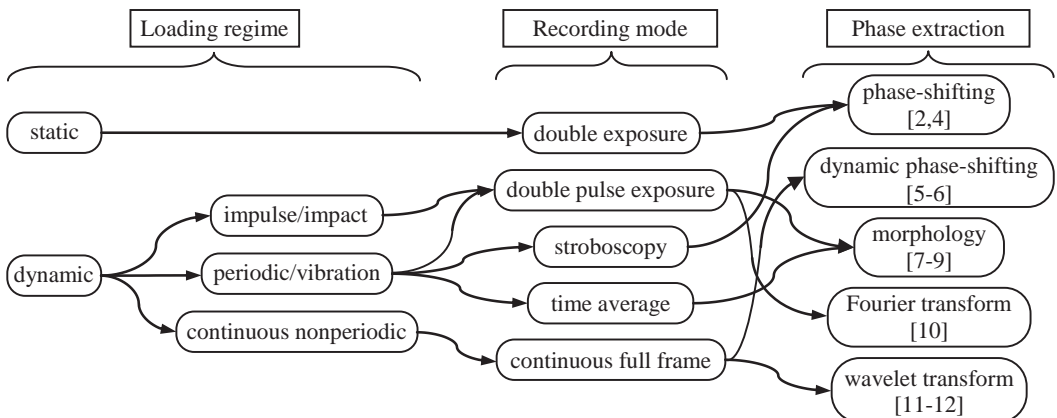 Loading regime
Recording mode
Phase extraction
static
dynamic
impulse/impact
periodic/vibration
continuous nonperiodic
double exposure
double pulse exposure
stroboscopy
time average
continuous full frame
phase-shifting
[2,4]
dynamic phase-shifting
[5-6]
morphology
[7-9]
Fourier transform
[10]
wavelet transform
[11-12]